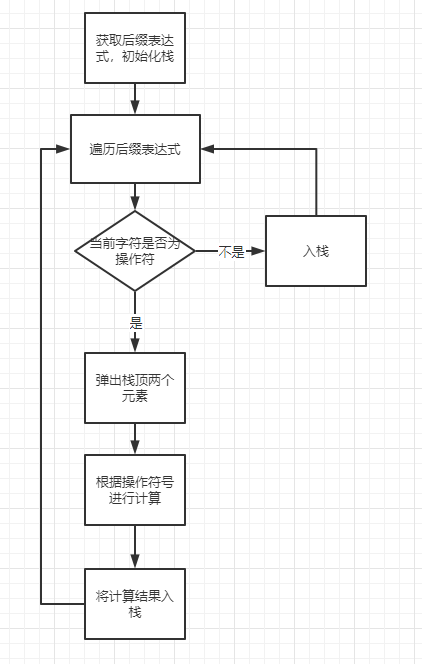 获取后缀表达
式，初始化栈
遍历后缀表达式
当前字符是否为
操作符
不是
入栈
是
弹出栈顶两个
元素
根据操作符号
进行计算
将计算结果入
栈